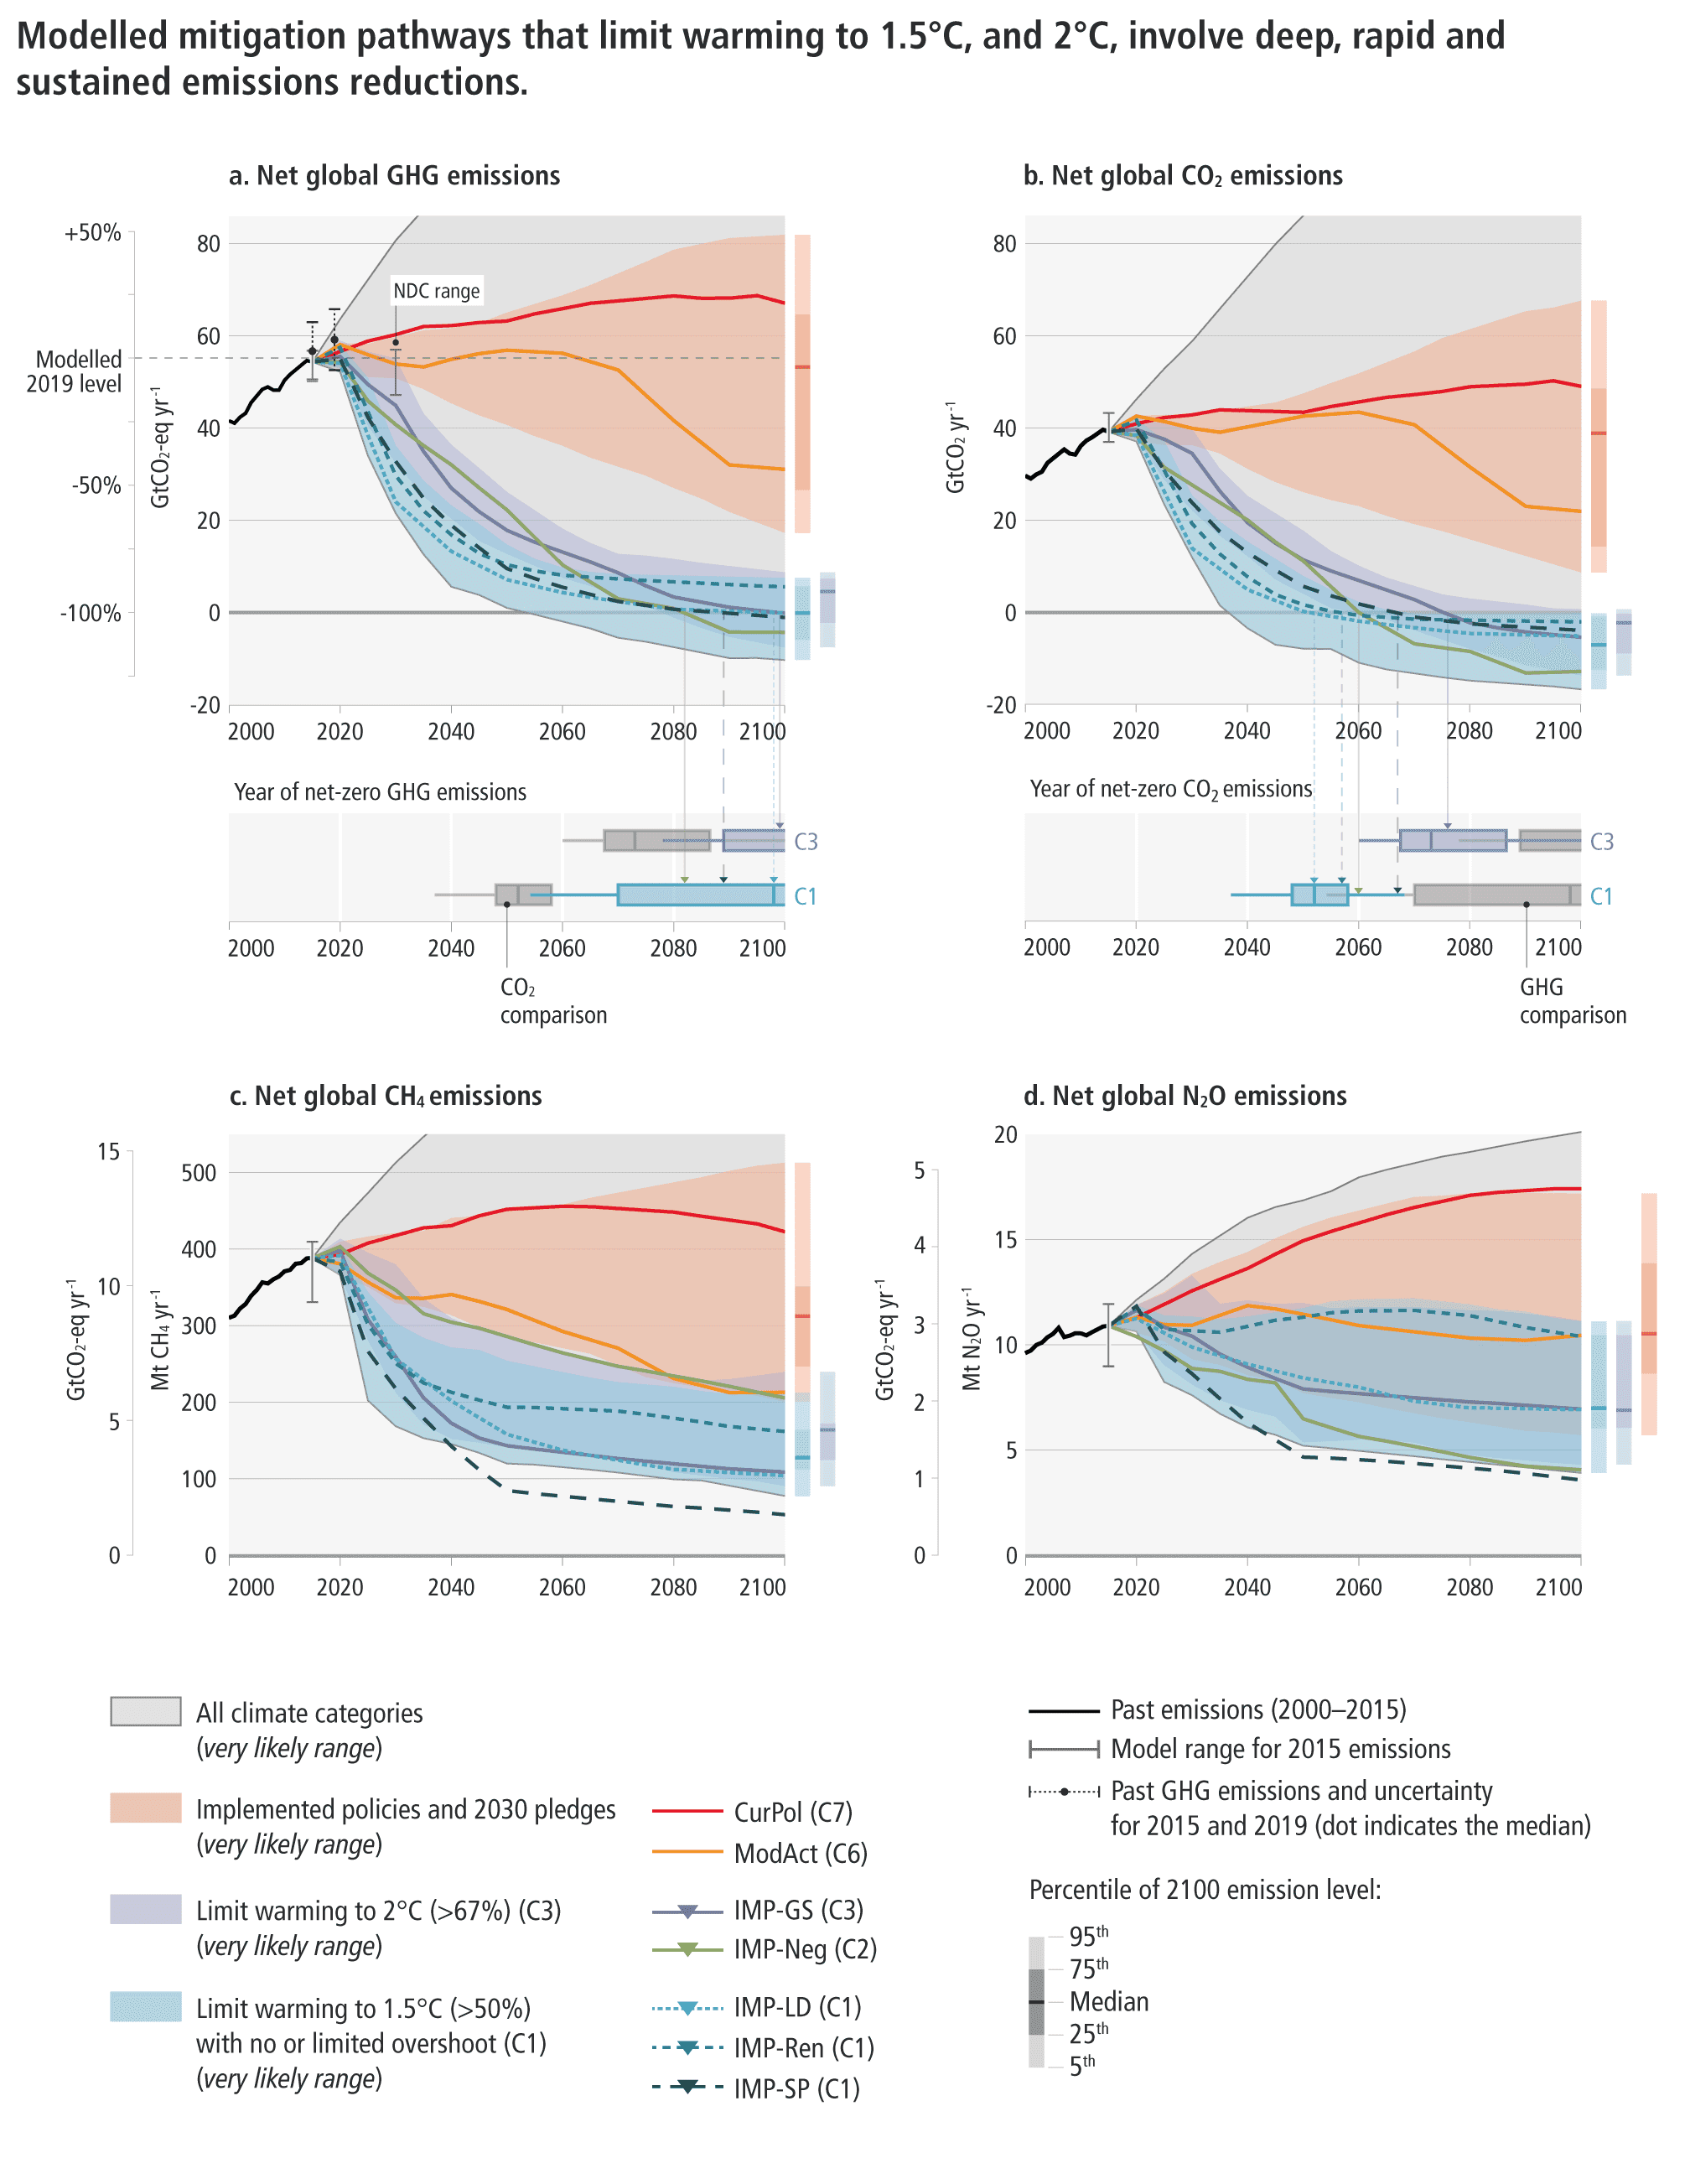 Modelled mitigation pathways that limit warming to 1.5°C, and 2°C, involve deep, rapid and
sustained emissions reductions.
a. Net global GHG emissions
+50%
Modelled
2019 level
-50%
-100%
GtCO₂-eq yr⁻¹
80
60
40
20
0
-20
NDC range
2000 2020 2040 2060 2080 2100
Year of net-zero GHG emissions
C3
C1
2000 2020 2040 2060 2080 2100
CO₂
comparison
b. Net global CO₂ emissions
GtCO₂ yr⁻¹
80
60
40
20
0
-20
2000 2020 2040 2060 2080 2100
Year of net-zero CO₂ emissions
C3
C1
2000 2020 2040 2060 2080 2100
GHG
comparison
c. Net global CH₄ emissions
GtCO₂-eq yr⁻¹
15
10
5
0
Mt CH₄ yr⁻¹
500
400
300
200
100
0
2000 2020 2040 2060 2080 2100
d. Net global N₂O emissions
GtCO₂-eq yr⁻¹
5
4
3
2
1
0
Mt N₂O yr⁻¹
20
15
10
5
0
2000 2020 2040 2060 2080 2100
All climate categories
(very likely range)
Implemented policies and 2030 pledges
(very likely range)
Limit warming to 2°C (>67%) (C3)
(very likely range)
Limit warming to 1.5°C (>50%)
with no or limited overshoot (C1)
(very likely range)
CurPol (C7)
ModAct (C6)
IMP-GS (C3)
IMP-Neg (C2)
IMP-LD (C1)
IMP-Ren (C1)
IMP-SP (C1)
Past emissions (2000–2015)
Model range for 2015 emissions
Past GHG emissions and uncertainty
for 2015 and 2019 (dot indicates the median)
Percentile of 2100 emission level:
95th
75th
Median
25th
5th